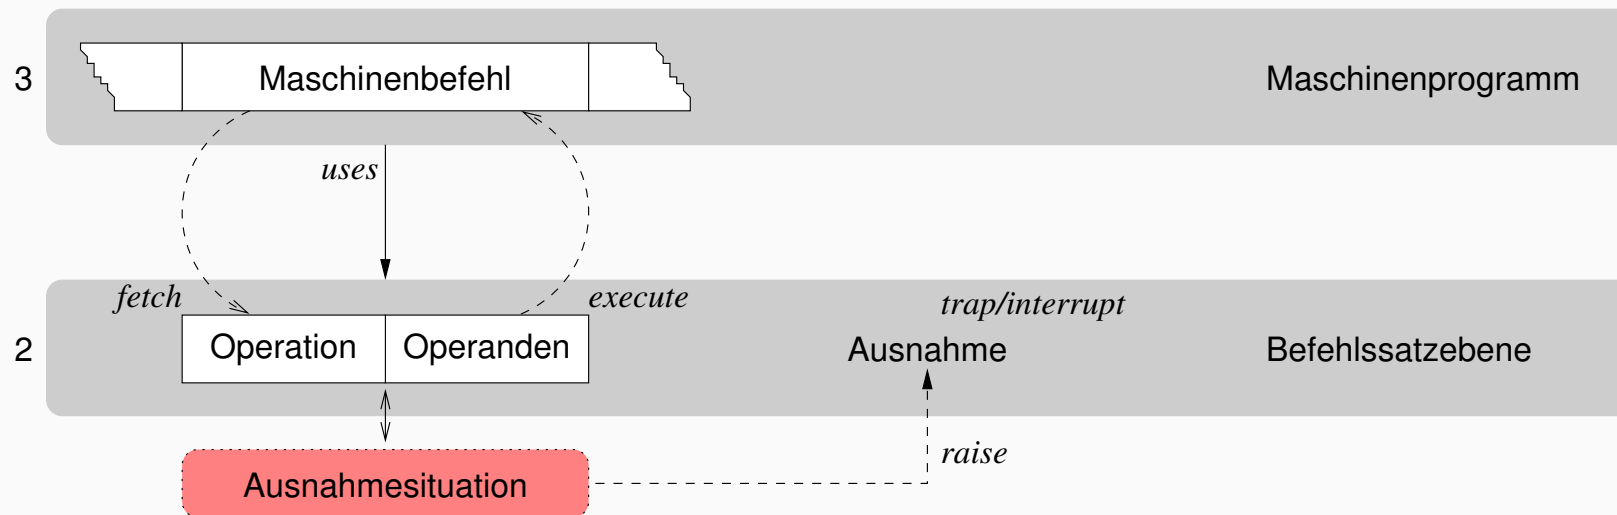 3
Maschinenbefehl
Maschinenprogramm
uses
fetch
execute
trap/interrupt
2
Operation
Operanden
Ausnahme
Befehlssatzebene
raise
Ausnahmesituation